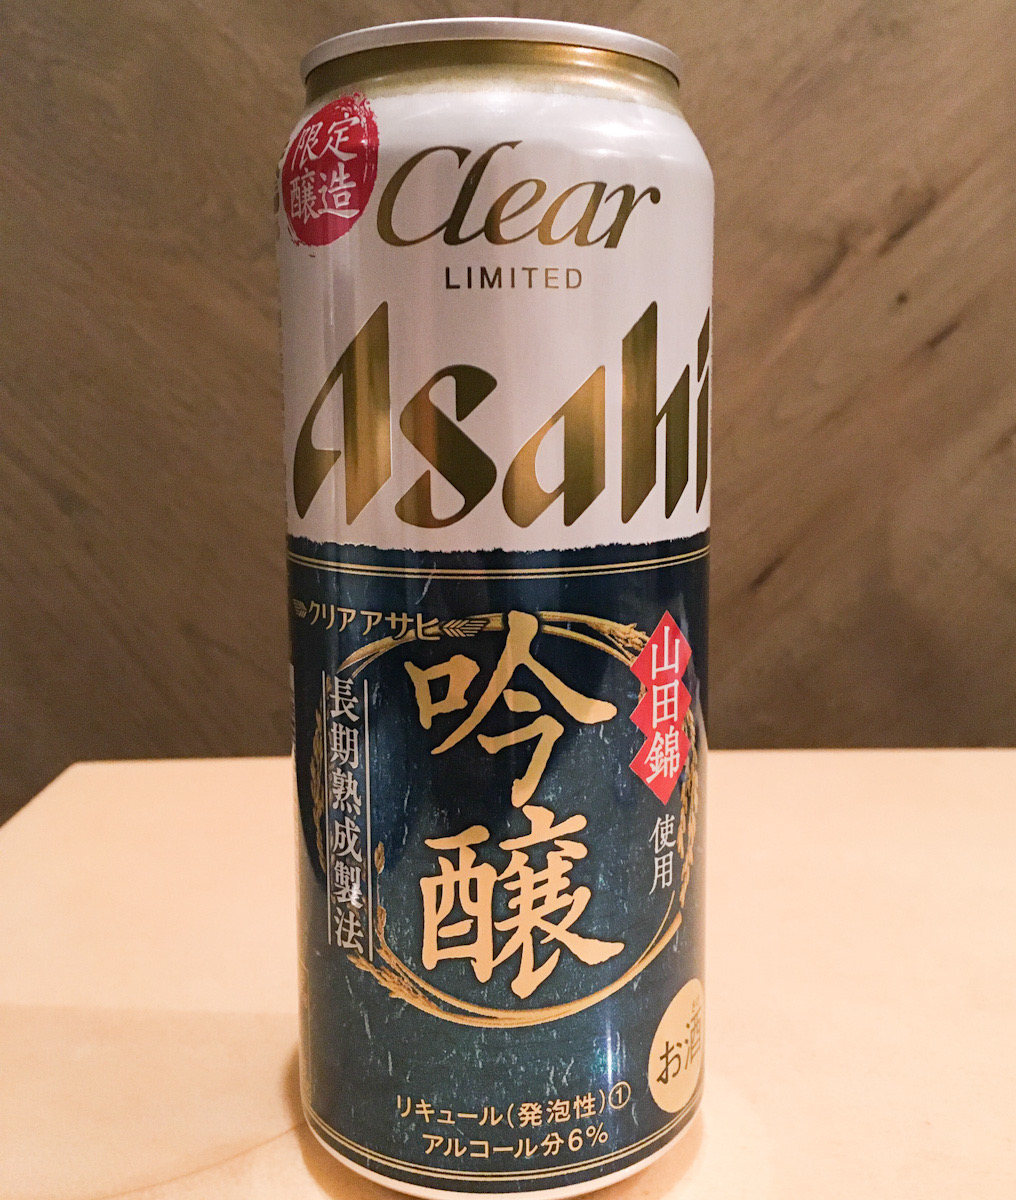 限定
醸造
Clear
LIMITED
Asahi
クリアアサヒ
吟醸
山田錦
使用
長期熟成製法
お酒
リキュール(発泡性)①
アルコール分6%